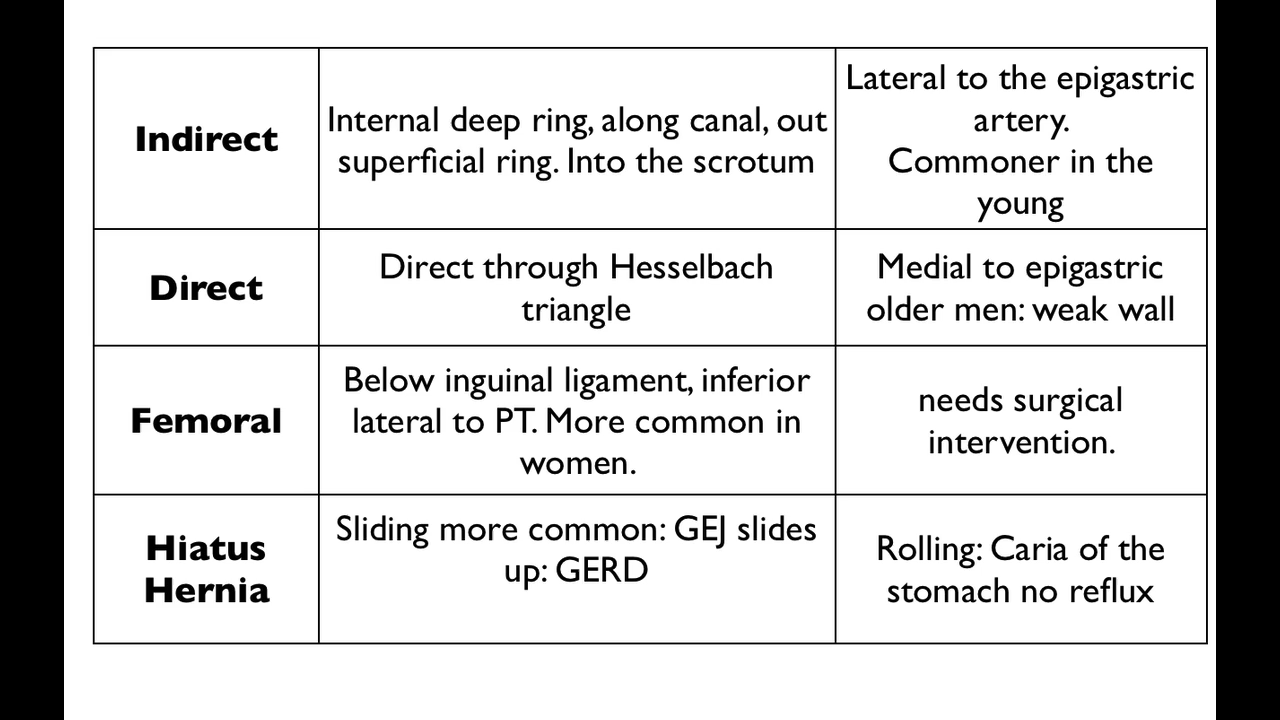 Indirect
Internal deep ring, along canal, out
superficial ring. Into the scrotum
Lateral to the epigastric
artery.
Commoner in the
young
Direct
Direct through Hesselbach
triangle
Medial to epigastric
older men: weak wall
Femoral
Below inguinal ligament, inferior
lateral to PT. More common in
women.
needs surgical
intervention.
Hiatus
Hernia
Sliding more common: GEJ slides
up: GERD
Rolling: Caria of the
stomach no reflux